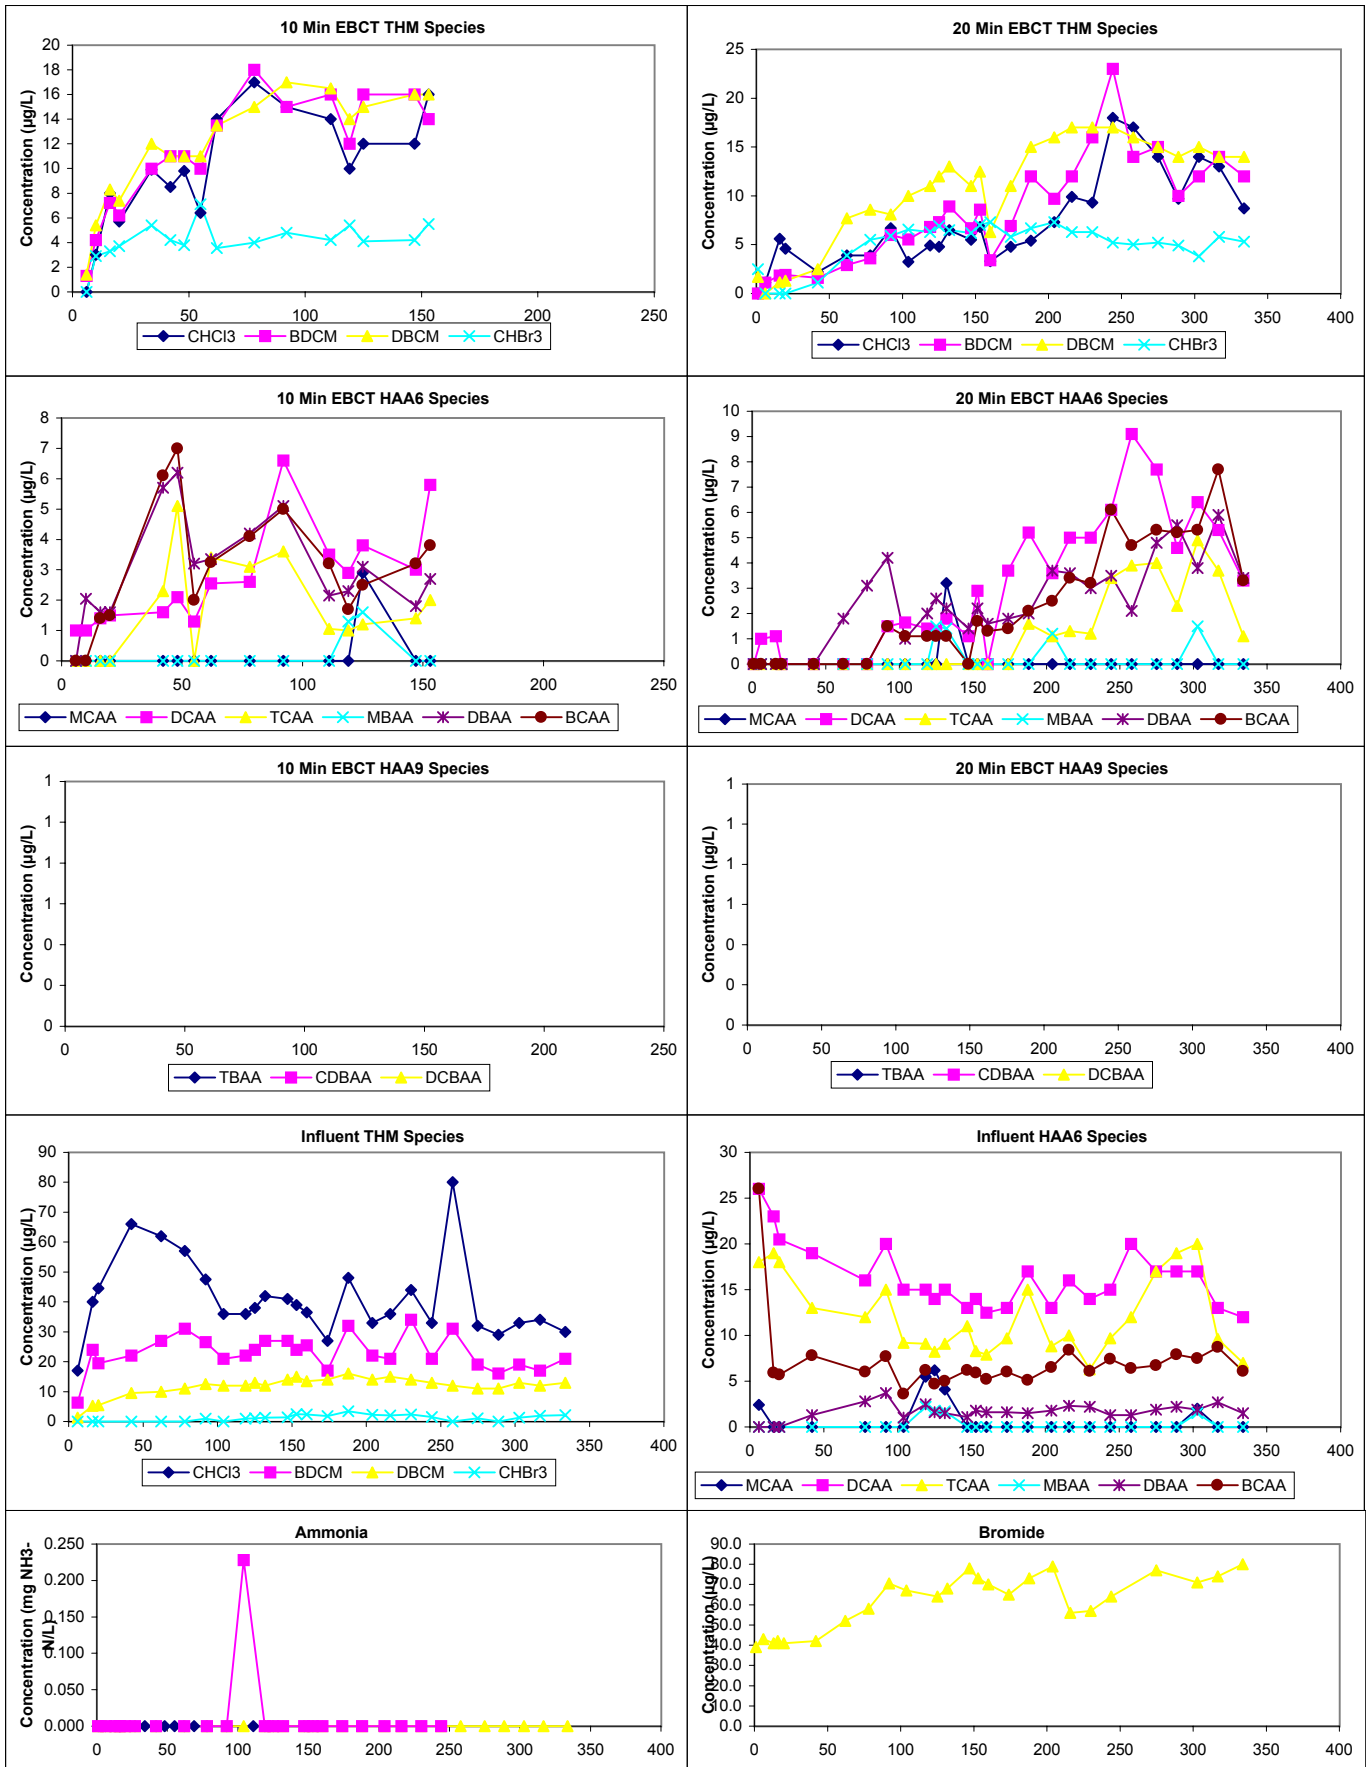 10 Min EBCT THM Species
Concentration (µg/L)
20
18
16
14
12
10
8
6
4
2
0
0 50 100 150 200 250
CHCl3 BDCM DBCM CHBr3
20 Min EBCT THM Species
Concentration (µg/L)
25
20
15
10
5
0
0 50 100 150 200 250 300 350 400
CHCl3 BDCM DBCM CHBr3
10 Min EBCT HAA6 Species
Concentration (µg/L)
8
7
6
5
4
3
2
1
0
0 50 100 150 200 250
MCAA DCAA TCAA MBAA DBAA BCAA
20 Min EBCT HAA6 Species
Concentration (µg/L)
10
9
8
7
6
5
4
3
2
1
0
0 50 100 150 200 250 300 350 400
MCAA DCAA TCAA MBAA DBAA BCAA
10 Min EBCT HAA9 Species
Concentration (µg/L)
1
1
1
1
0
0
0
0 50 100 150 200 250
TBAA CDBAA DCBAA
20 Min EBCT HAA9 Species
Concentration (µg/L)
1
1
1
1
0
0
0
0 50 100 150 200 250 300 350 400
TBAA CDBAA DCBAA
Influent THM Species
Concentration (µg/L)
90
80
70
60
50
40
30
20
10
0
0 50 100 150 200 250 300 350 400
CHCl3 BDCM DBCM CHBr3
Influent HAA6 Species
Concentration (µg/L)
30
25
20
15
10
5
0
0 50 100 150 200 250 300 350 400
MCAA DCAA TCAA MBAA DBAA BCAA
Ammonia
Concentration (mg NH3-
N/L)
0.250
0.200
0.150
0.100
0.050
0.000
0 50 100 150 200 250 300 350 400
Bromide
Concentration (µg/L)
90.0
80.0
70.0
60.0
50.0
40.0
30.0
20.0
10.0
0.0
0 50 100 150 200 250 300 350 400